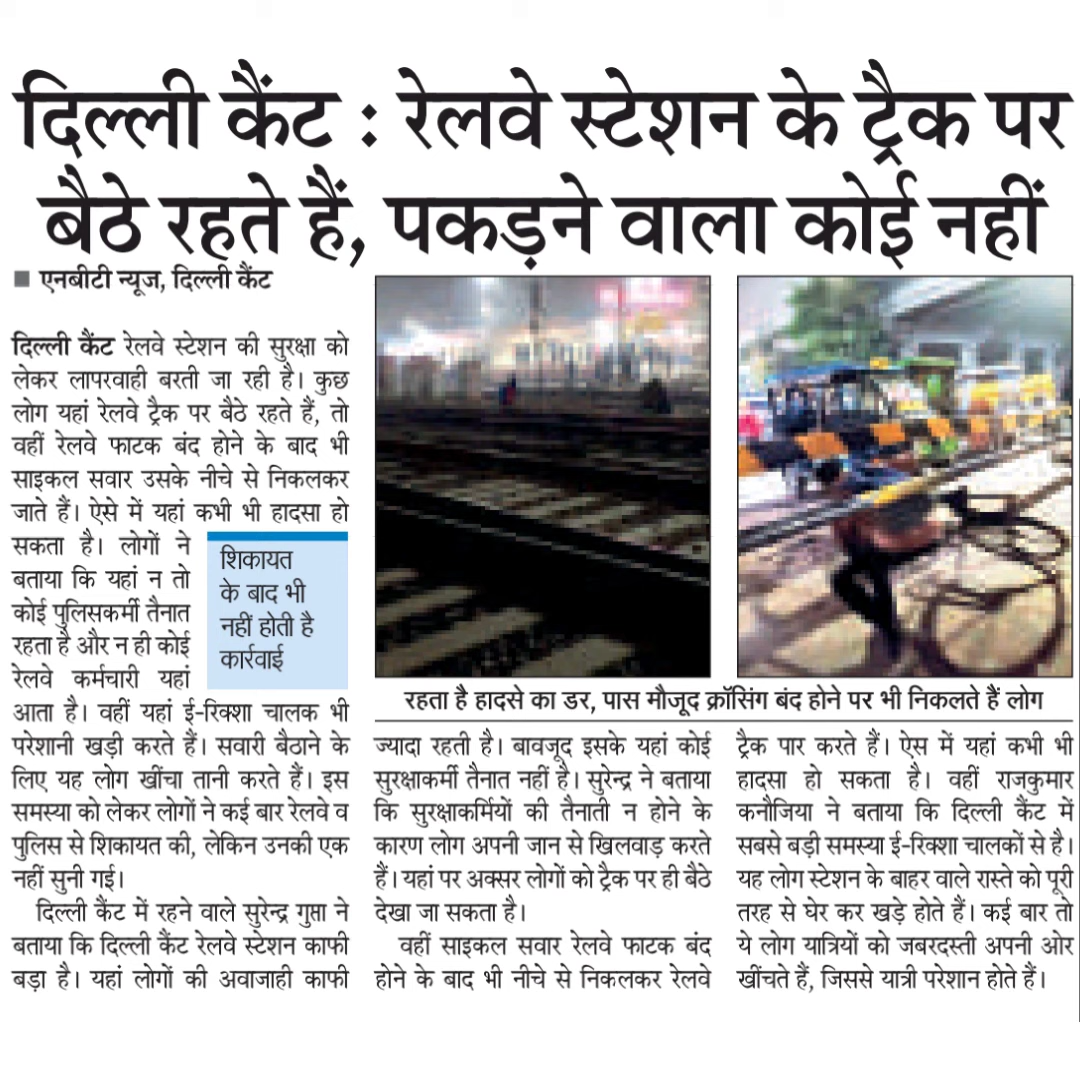 दिल्ली कैंट : रेलवे स्टेशन के ट्रैक पर
बैठे रहते हैं, पकड़ने वाला कोई नहीं
■ एनबीटी न्यूज, दिल्ली कैंट
दिल्ली कैंट रेलवे स्टेशन की सुरक्षा को
लेकर लापरवाही बरती जा रही है। कुछ
लोग यहां रेलवे ट्रैक पर बैठे रहते हैं, तो
वहीं रेलवे फाटक बंद होने के बाद भी
साइकल सवार उसके नीचे से निकलकर
जाते हैं। ऐसे में यहां कभी भी हादसा हो
सकता है। लोगों ने
बताया कि यहां न तो
कोई पुलिसकर्मी तैनात
रहता है और न ही कोई
रेलवे कर्मचारी यहां
आता है। वहीं यहां ई-रिक्शा चालक भी
परेशानी खड़ी करते हैं। सवारी बैठाने के
लिए यह लोग खींचा तानी करते हैं। इस
समस्या को लेकर लोगों ने कई बार रेलवे व
पुलिस से शिकायत की, लेकिन उनकी एक
नहीं सुनी गई।
दिल्ली कैंट में रहने वाले सुरेन्द्र गुप्ता ने
बताया कि दिल्ली कैंट रेलवे स्टेशन काफी
बड़ा है। यहां लोगों की अवाजाही काफी
शिकायत
के बाद भी
नहीं होती है
कार्रवाई
रहता है हादसे का डर, पास मौजूद क्रॉसिंग बंद होने पर भी निकलते हैं लोग
ज्यादा रहती है। बावजूद इसके यहां कोई
सुरक्षाकर्मी तैनात नहीं है। सुरेन्द्र ने बताया
कि सुरक्षाकर्मियों की तैनाती न होने के
कारण लोग अपनी जान से खिलवाड़ करते
हैं। यहां पर अक्सर लोगों को ट्रैक पर ही बैठे
देखा जा सकता है।
वहीं साइकल सवार रेलवे फाटक बंद
होने के बाद भी नीचे से निकलकर रेलवे
ट्रैक पार करते हैं। ऐस में यहां कभी भी
हादसा हो सकता है। वहीं राजकुमार
कनौजिया ने बताया कि दिल्ली कैंट में
सबसे बड़ी समस्या ई-रिक्शा चालकों से है।
यह लोग स्टेशन के बाहर वाले रास्ते को पूरी
तरह से घेर कर खड़े होते हैं। कई बार तो
ये लोग यात्रियों को जबरदस्ती अपनी ओर
खींचते हैं, जिससे यात्री परेशान होते हैं।